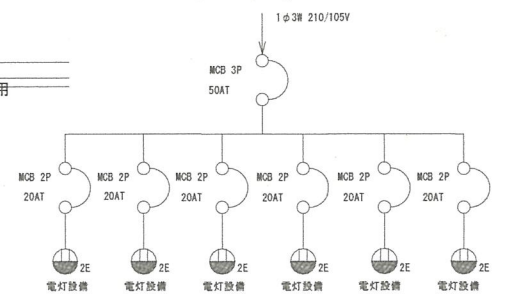 1φ3W 210/105V
用
MCB 3P
50AT
MCB 2P MCB 2P MCB 2P MCB 2P MCB 2P MCB 2P
20AT 20AT 20AT 20AT 20AT 20AT
2E 2E 2E 2E 2E 2E
電灯設備 電灯設備 電灯設備 電灯設備 電灯設備 電灯設備